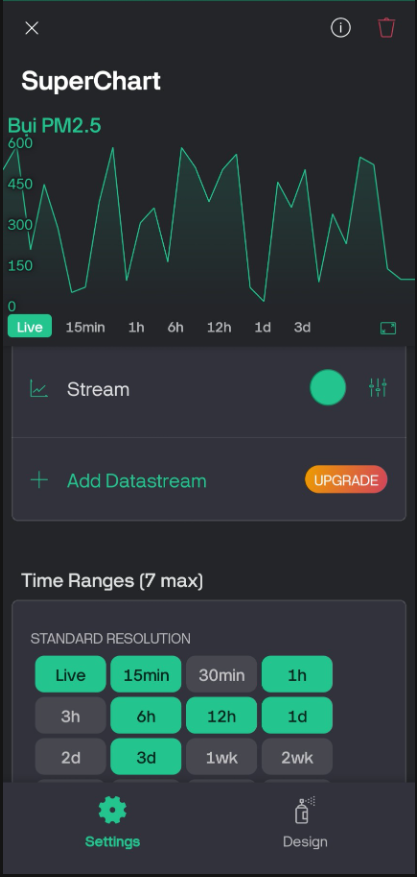 SuperChart
Bụi PM2.5
600
450
300
150
0
Live 15min 1h 6h 12h 1d 3d
Stream
Add Datastream UPGRADE
Time Ranges (7 max)
STANDARD RESOLUTION
Live 15min 30min 1h
3h 6h 12h 1d
2d 3d 1wk 2wk
Settings Design